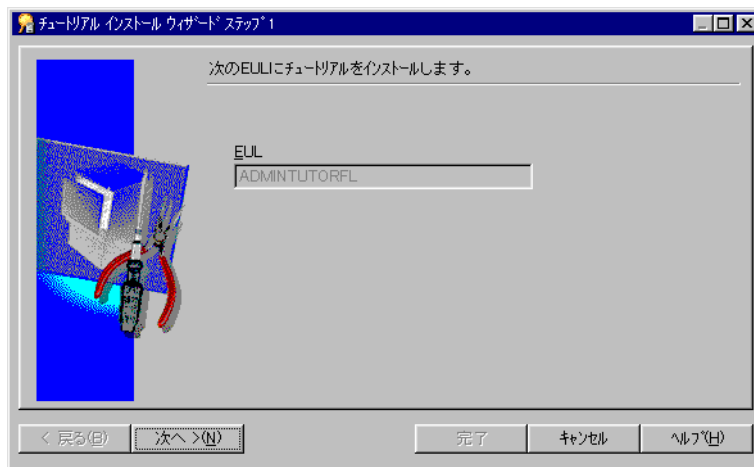 チュートリアル インストール ウィザード ステップ 1
次のEULにチュートリアルをインストールします。
EUL
ADMINTUTORFL
< 戻る(B) 次へ >(N) 完了 キャンセル ヘルプ(H)